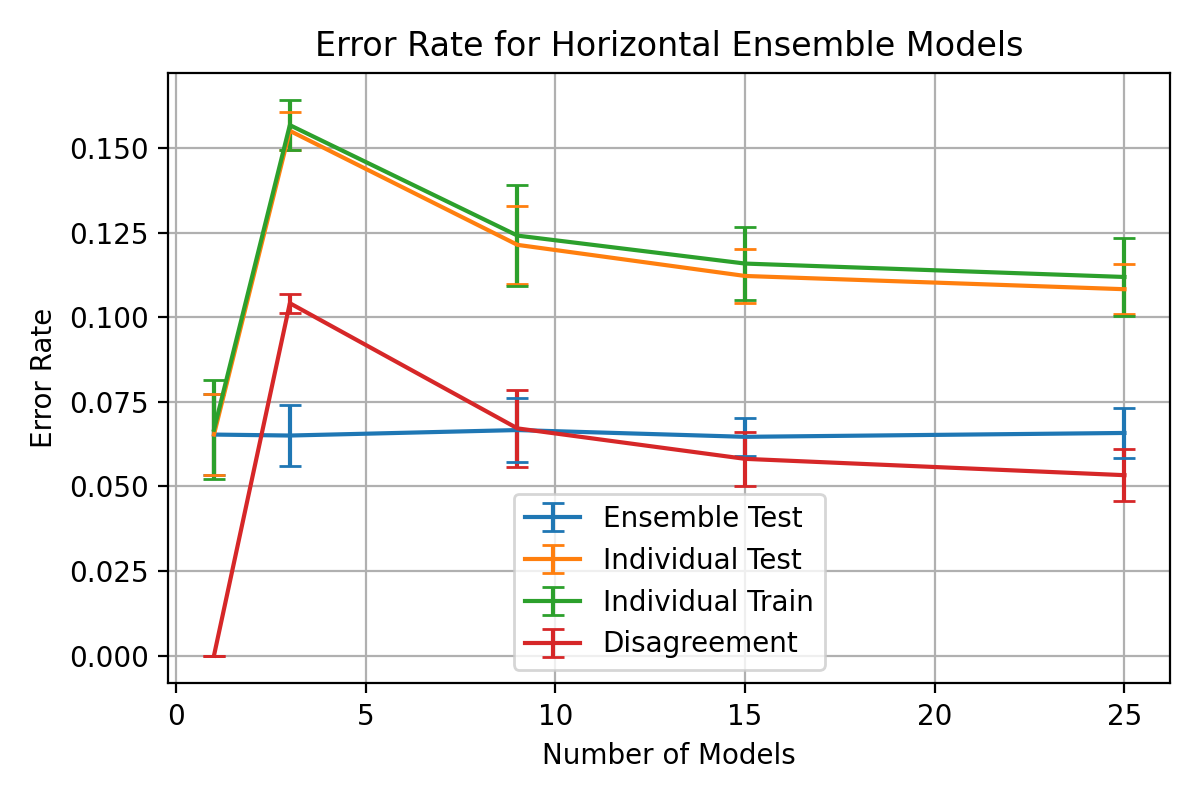 Error Rate for Horizontal Ensemble Models
Error Rate
0.150
0.125
0.100
0.075
0.050
0.025
0.000
Ensemble Test
Individual Test
Individual Train
Disagreement
0 5 10 15 20 25
Number of Models